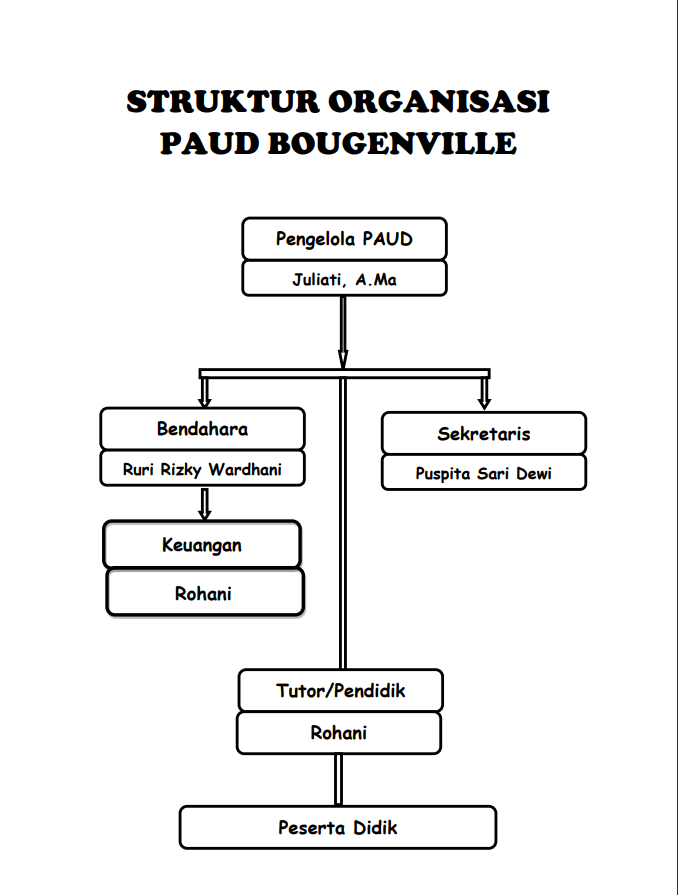 STRUKTUR ORGANISASI
PAUD BOUGENVILLE
Pengelola PAUD
Juliati, A.Ma
Bendahara
Ruri Rizky Wardhani
Sekretaris
Puspita Sari Dewi
Keuangan
Rohani
Tutor/Pendidik
Rohani
Peserta Didik